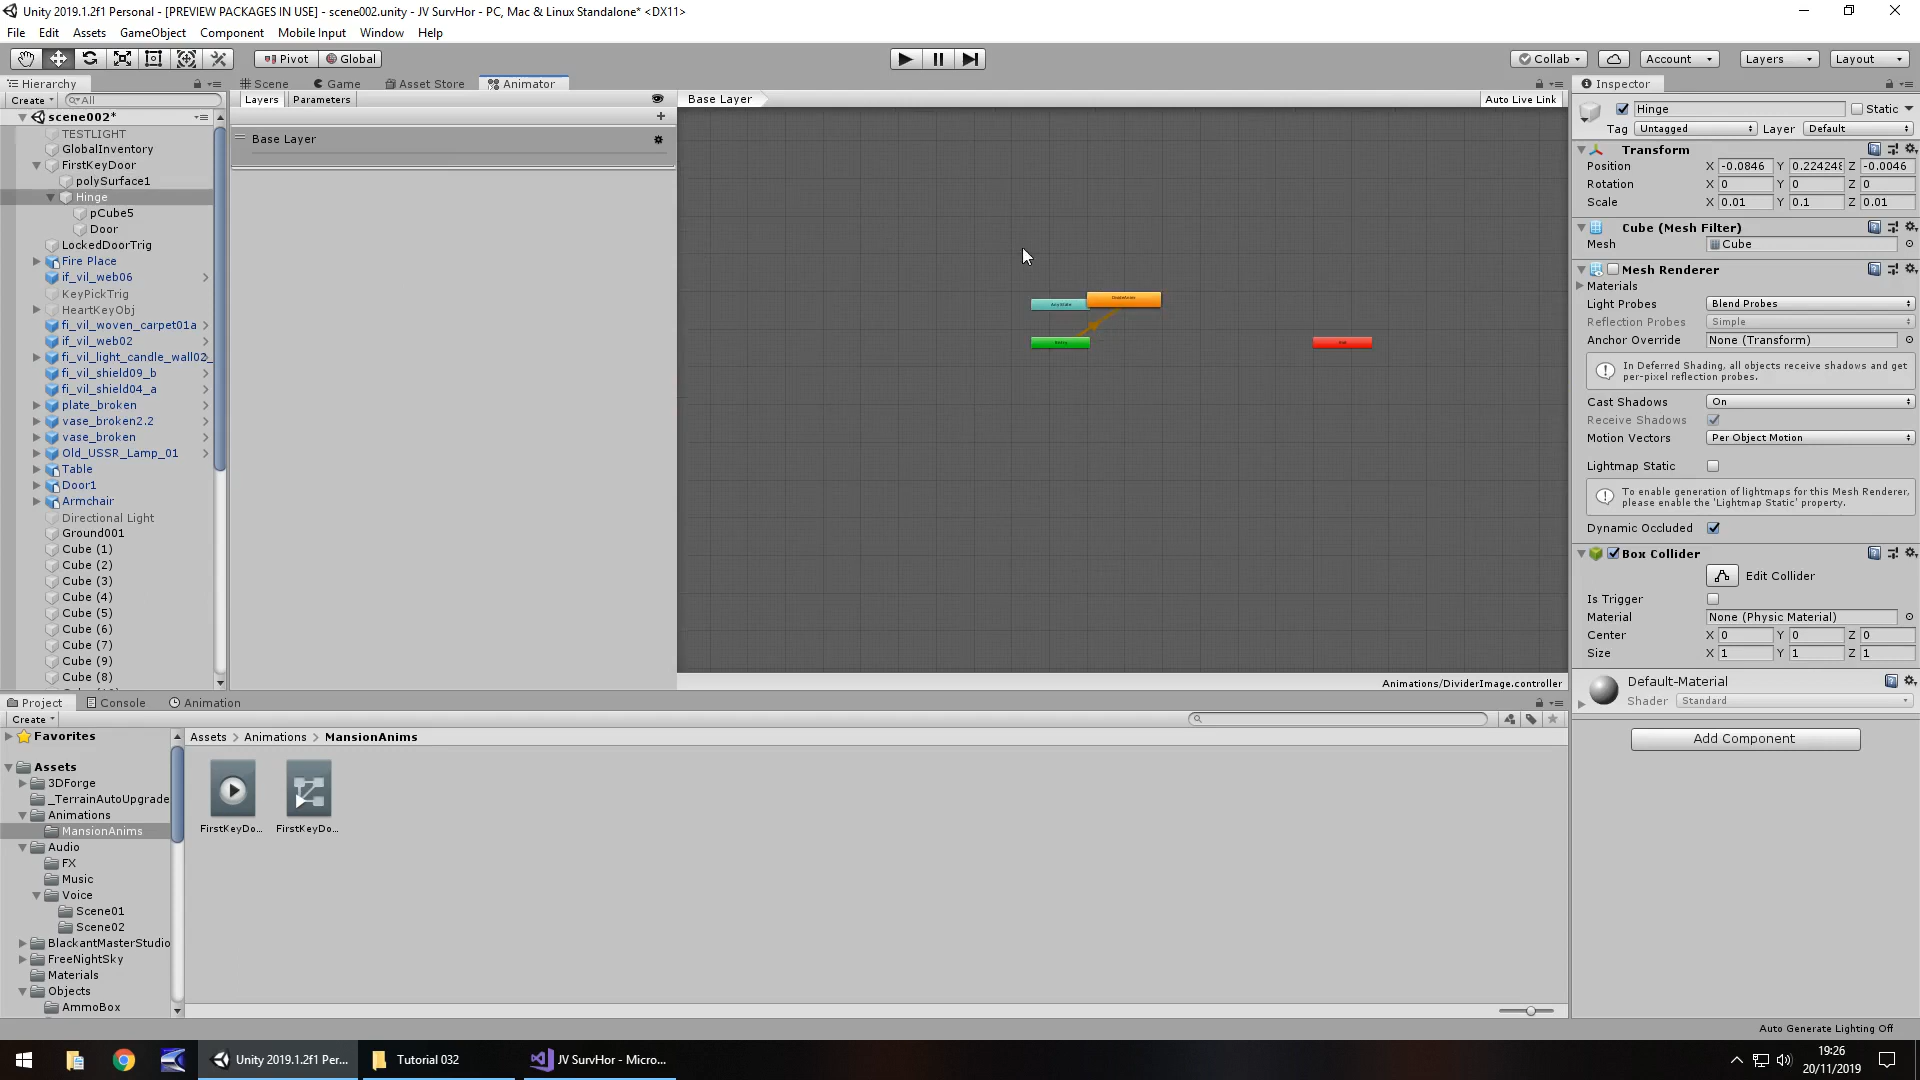 Unity 2019.1.2f1 Personal - [PREVIEW PACKAGES IN USE] - scene002.unity - JV SurvHor - PC, Mac & Linux Standalone* <DX11>
File Edit Assets GameObject Component Mobile Input Window Help
Pivot Global Collab Account Layers Layout
Hierarchy Scene Game Asset Store Animator Inspector
Create All Layers Parameters Base Layer Auto Live Link
scene002*
TESTLIGHT
GlobalInventory
FirstKeyDoor
polySurface1
Hinge
pCube5
Door
LockedDoorTrig
Fire Place
if_vil_web06
KeyPickTrig
HeartKeyObj
fi_vil_woven_carpet01a
if_vil_web02
fi_vil_light_candle_wall02_
fi_vil_shield09_b
fi_vil_shield04_a
plate_broken
vase_broken2.2
vase_broken
Old_USSR_Lamp_01
Table
Door1
Armchair
Directional Light
Ground001
Cube (1)
Cube (2)
Cube (3)
Cube (4)
Cube (5)
Cube (6)
Cube (7)
Cube (9)
Cube (8)
Base Layer
Any State
Entry
Exit
Animations/DividerImage.controller
Hinge Static
Tag Untagged Layer Default
Transform
Position X -0.0846 Y 0.224248 Z -0.0046
Rotation X 0 Y 0 Z 0
Scale X 0.01 Y 0.1 Z 0.01
Cube (Mesh Filter)
Mesh Cube
Mesh Renderer
Materials
Light Probes Blend Probes
Reflection Probes Simple
Anchor Override None (Transform)
In Deferred Shading, all objects receive shadows and get
per-pixel reflection probes.
Cast Shadows On
Receive Shadows
Motion Vectors Per Object Motion
Lightmap Static
To enable generation of lightmaps for this Mesh Renderer,
please enable the 'Lightmap Static' property.
Dynamic Occluded
Box Collider
Edit Collider
Is Trigger
Material None (Physic Material)
Center X 0 Y 0 Z 0
Size X 1 Y 1 Z 1
Default-Material
Shader Standard
Add Component
Project Console Animation
Create
Favorites
Assets
3DForge
_TerrainAutoUpgrade
Animations
MansionAnims
Audio
FX
Music
Voice
Scene01
Scene02
BlackantMasterStudio
FreeNightSky
Materials
Objects
AmmoBox
Assets > Animations > MansionAnims
FirstKeyDo... FirstKeyDo...
Auto Generate Lighting Off
Unity 2019.1.2f1 Per... Tutorial 032 JV SurvHor - Micro...
19:26
20/11/2019